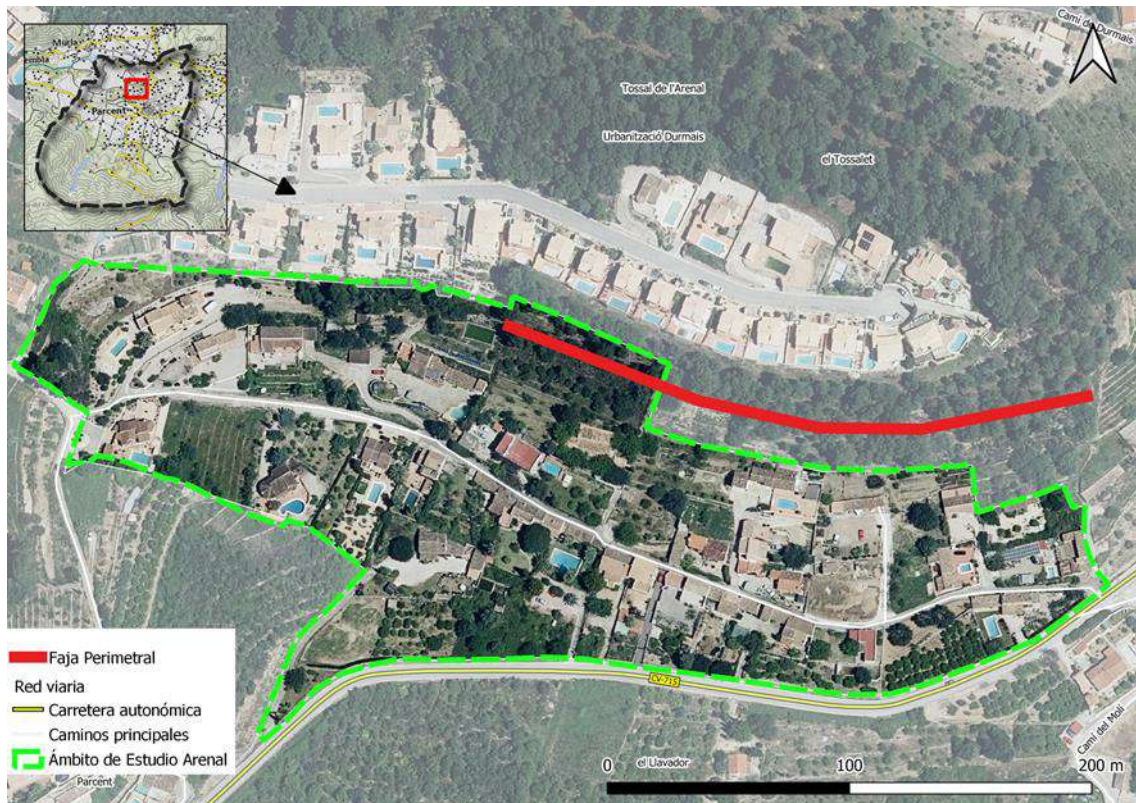 Murla
Parcent
Camí de Durmais
Tossal de l'Arenal
Urbanització Durmais
el Tossalet
CV-715
Faja Perimetral
Red viaria
Carretera autonómica
Caminos principales
Ámbito de Estudio Arenal
Parcent
el Llavador
Camí del Molí
0 100 200 m